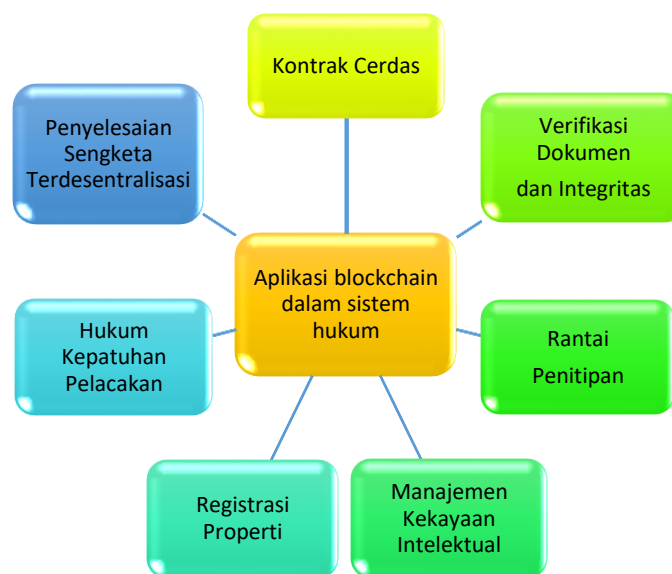 Kontrak Cerdas
Penyelesaian
Sengketa
Terdesentralisasi
Verifikasi
Dokumen
dan Integritas
Aplikasi blockchain
dalam sistem
hukum
Hukum
Kepatuhan
Pelacakan
Rantai
Penitipan
Registrasi
Properti
Manajemen
Kekayaan
Intelektual